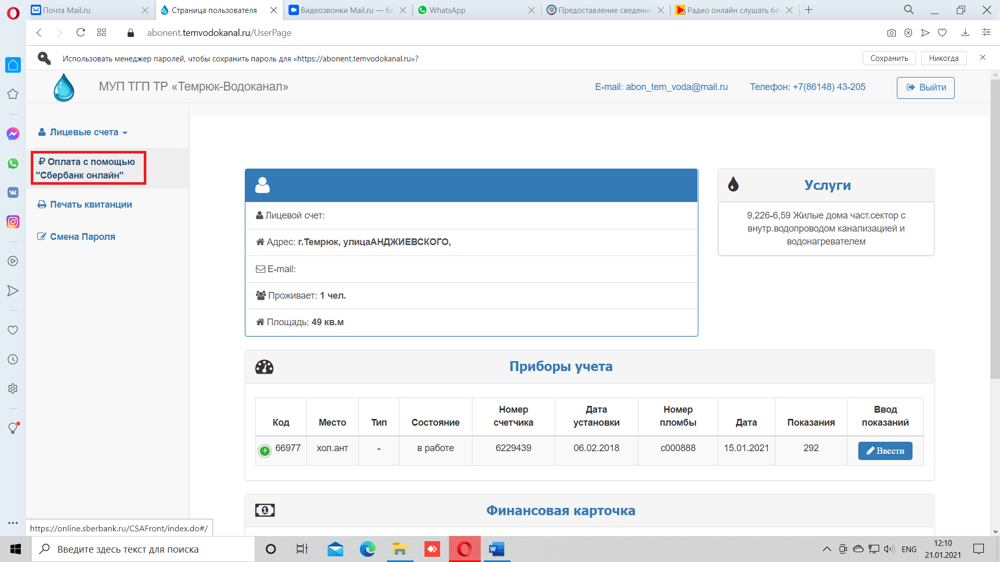 Почта Mail.ru
Страница пользователя
Видеозвонки Mail.ru — бе
WhatsApp
Предоставление сведений
Радио онлайн слушать бе
abonent.temvodokanal.ru/UserPage
Использовать менеджер паролей, чтобы сохранить пароль для «https://abonent.temvodokanal.ru»?
Сохранить
Никогда
МУП ТГП ТР «Темрюк-Водоканал»
E-mail: abon_tem_voda@mail.ru
Телефон: +7(86148) 43-205
Выйти
Лицевые счета
₽ Оплата с помощью
"Сбербанк онлайн"
Печать квитанции
Смена Пароля
Лицевой счет:
Адрес: г.Темрюк, улицаАНДЖИЕВСКОГО,
E-mail:
Проживает: 1 чел.
Площадь: 49 кв.м
Услуги
9,226-6,59 Жилые дома част.сектор с
внутр.водопроводом канализацией и
водонагревателем
Приборы учета
Код Место Тип Состояние Номер счетчика Дата установки Номер пломбы Дата Показания Ввод показаний
66977 хол.ант - в работе 6229439 06.02.2018 с000888 15.01.2021 292 Ввести
Финансовая карточка
https://online.sberbank.ru/CSAFront/index.do#/
Введите здесь текст для поиска
ENG
12:10
21.01.2021